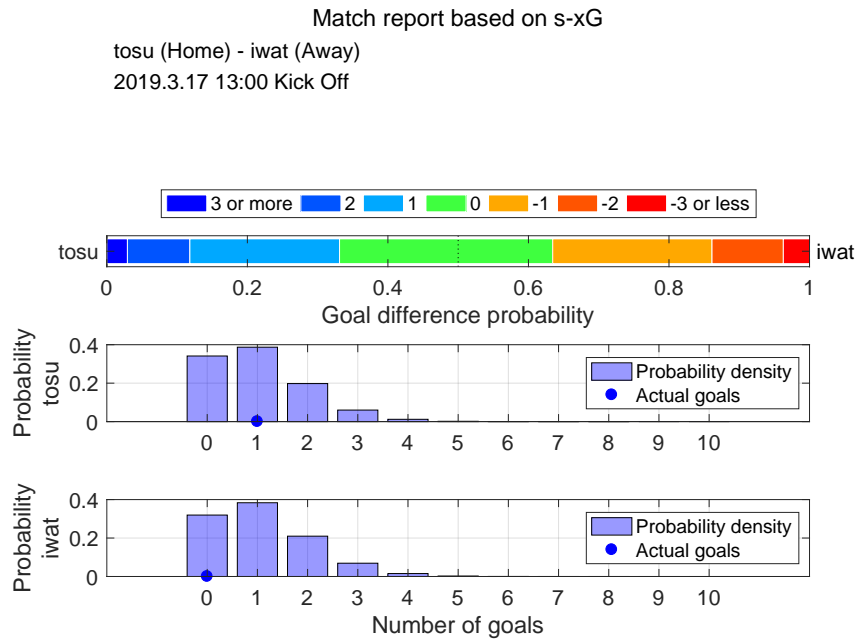 Match report based on s-xG
tosu (Home) - iwat (Away)
2019.3.17 13:00 Kick Off
3 or more 2 1 0 -1 -2 -3 or less
tosu iwat
0 0.2 0.4 0.6 0.8 1
Goal difference probability
Probability
tosu
0.4
0.2
0
Probability density
Actual goals
0 1 2 3 4 5 6 7 8 9 10
Probability
iwat
0.4
0.2
0
Probability density
Actual goals
0 1 2 3 4 5 6 7 8 9 10
Number of goals